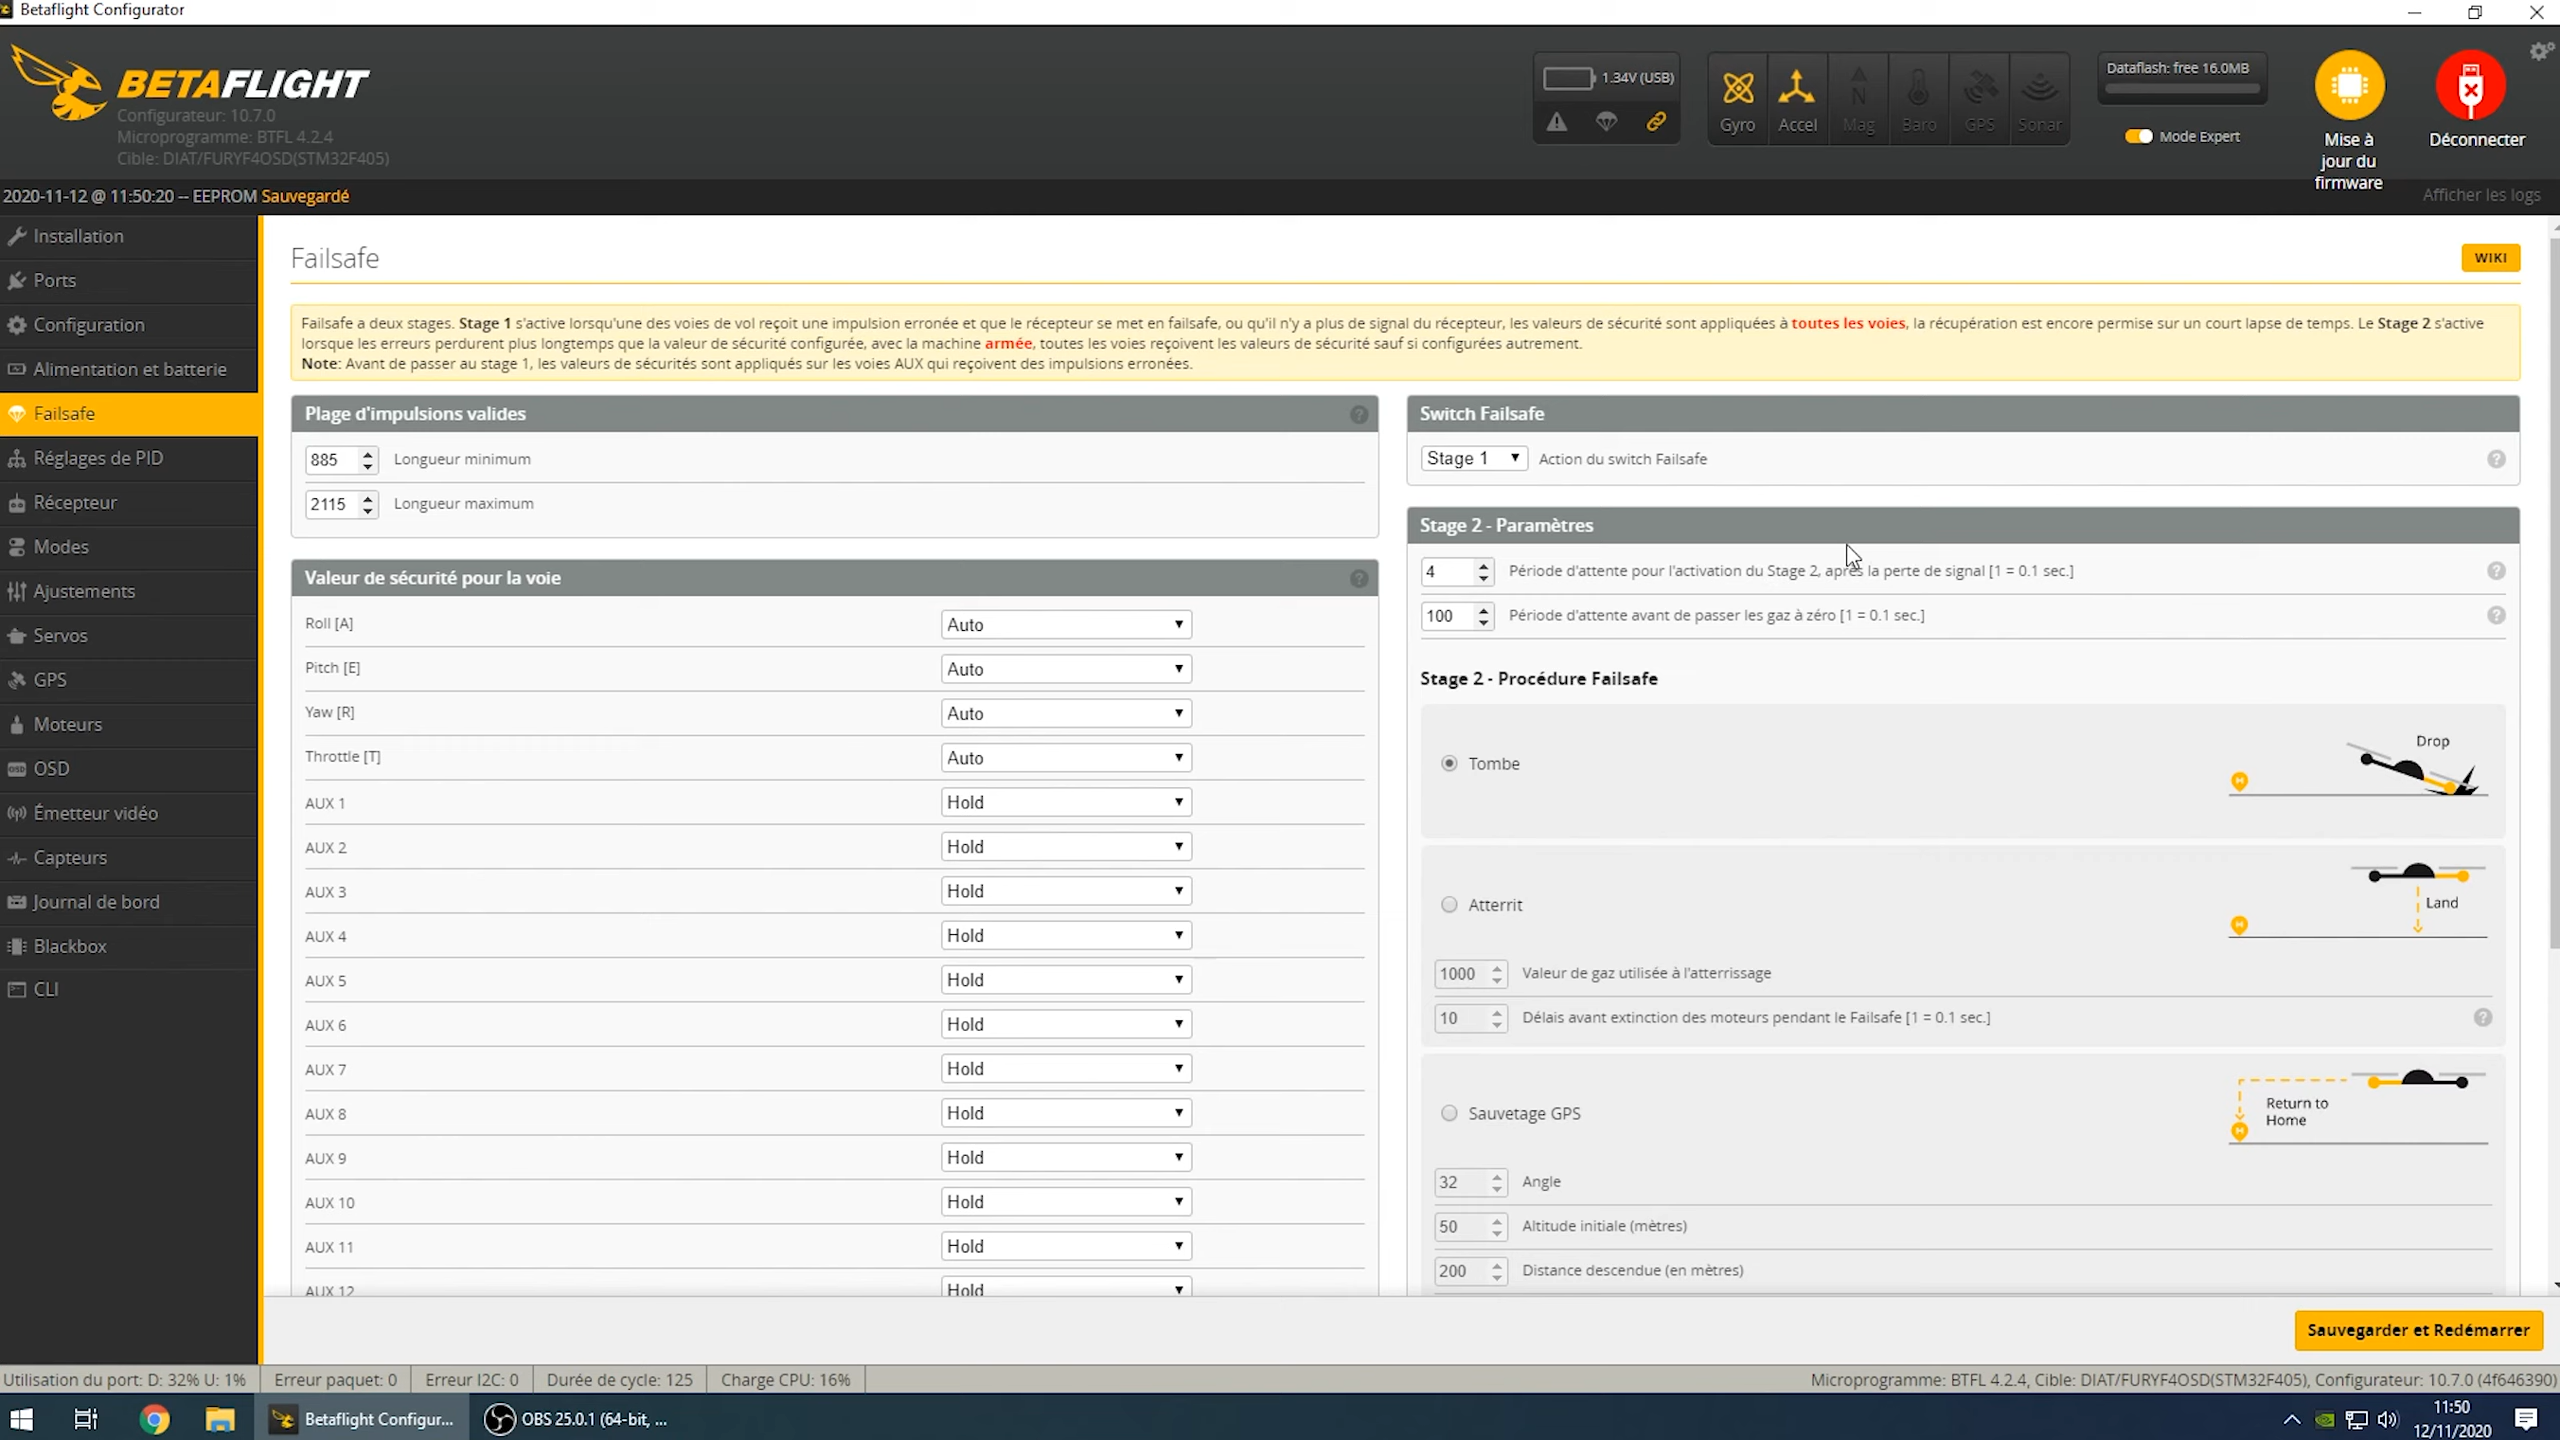 Betaflight Configurator
BETAFLIGHT
Configurateur: 10.7.0
Microprogramme: BTFL 4.2.4
Cible: DIAT/FURYF4OSD(STM32F405)
1.34V (USB)
Gyro
Accel
Mag
Baro
GPS
Sonar
Dataflash: free 16.0MB
Mode Expert
Mise à
jour du
firmware
Déconnecter
2020-11-12 @ 11:50:20 -- EEPROM Sauvegardé
Afficher les logs
Installation
Ports
Configuration
Alimentation et batterie
Failsafe
Réglages de PID
Récepteur
Modes
Ajustements
Servos
GPS
Moteurs
OSD
Émetteur vidéo
Capteurs
Journal de bord
Blackbox
CLI
Failsafe
WIKI
Failsafe a deux stages. Stage 1 s'active lorsqu'une des voies de vol reçoit une impulsion erronée et que le récepteur se met en failsafe, ou qu'il n'y a plus de signal du récepteur, les valeurs de sécurité sont appliquées à toutes les voies, la récupération est encore permise sur un court lapse de temps. Le Stage 2 s'active
lorsque les erreurs perdurent plus longtemps que la valeur de sécurité configurée, avec la machine armée, toutes les voies reçoivent les valeurs de sécurité sauf si configurées autrement.
Note: Avant de passer au stage 1, les valeurs de sécurités sont appliqués sur les voies AUX qui reçoivent des impulsions erronées.
Plage d'impulsions valides
885 Longueur minimum
2115 Longueur maximum
Valeur de sécurité pour la voie
Roll [A] Auto
Pitch [E] Auto
Yaw [R] Auto
Throttle [T] Auto
AUX 1 Hold
AUX 2 Hold
AUX 3 Hold
AUX 4 Hold
AUX 5 Hold
AUX 6 Hold
AUX 7 Hold
AUX 8 Hold
AUX 9 Hold
AUX 10 Hold
AUX 11 Hold
AUX 12 Hold
Switch Failsafe
Stage 1 Action du switch Failsafe
Stage 2 - Paramètres
4 Période d'attente pour l'activation du Stage 2, après la perte de signal [1 = 0.1 sec.]
100 Période d'attente avant de passer les gaz à zéro [1 = 0.1 sec.]
Stage 2 - Procédure Failsafe
Tombe
Drop
Atterrit
Land
1000 Valeur de gaz utilisée à l'atterrissage
10 Délais avant extinction des moteurs pendant le Failsafe [1 = 0.1 sec.]
Sauvetage GPS
Return to
Home
32 Angle
50 Altitude initiale (mètres)
200 Distance descendue (en mètres)
Sauvegarder et Redémarrer
Utilisation du port: D: 32% U: 1%
Erreur paquet: 0
Erreur I2C: 0
Durée de cycle: 125
Charge CPU: 16%
Microprogramme: BTFL 4.2.4, Cible: DIAT/FURYF4OSD(STM32F405), Configurateur: 10.7.0 (4f646390)
Betaflight Configur...
OBS 25.0.1 (64-bit, ...
11:50
12/11/2020